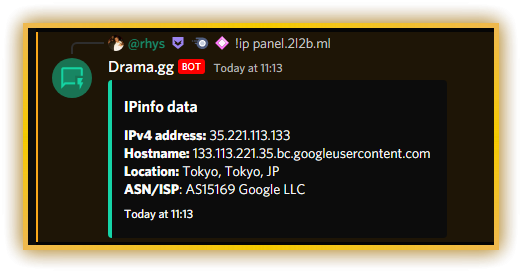 @rhys !ip panel.2l2b.ml
Drama.gg BOT Today at 11:13
IPinfo data
IPv4 address: 35.221.113.133
Hostname: 133.113.221.35.bc.googleusercontent.com
Location: Tokyo, Tokyo, JP
ASN/ISP: AS15169 Google LLC
Today at 11:13